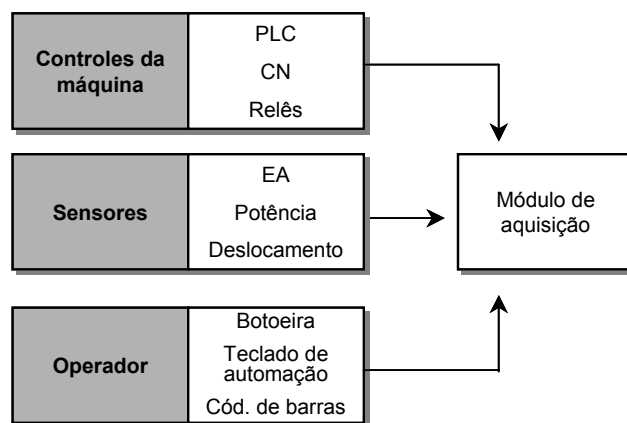 Controles da
máquina
PLC
CN
Relês
Sensores
EA
Potência
Deslocamento
Módulo de
aquisição
Operador
Botoeira
Teclado de
automação
Cód. de barras